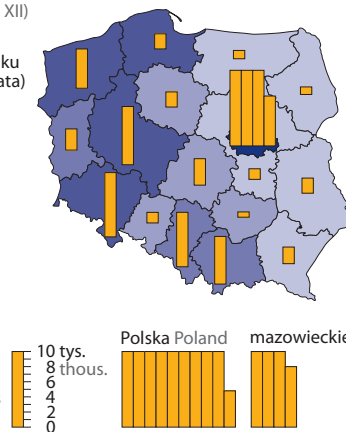 XII)
ku
ata)
Polska Poland
mazowieckie
10 tys.
8 thous.
6
4
2
0